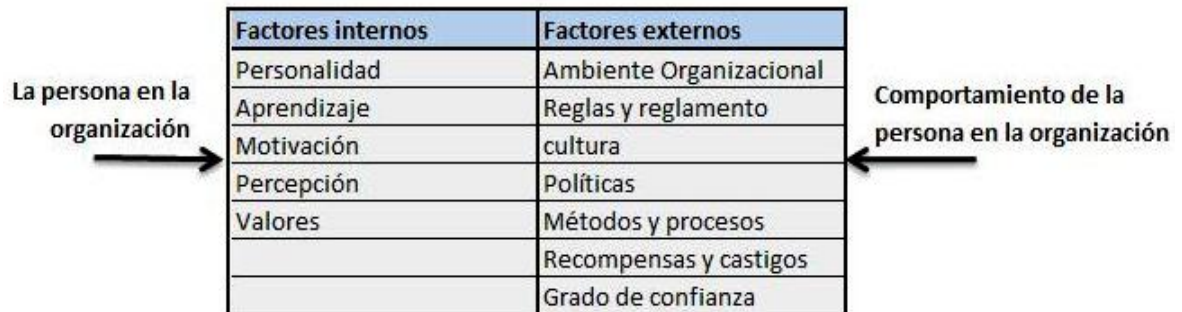 La persona en la
organización
Factores internos Factores externos
Personalidad Ambiente Organizacional
Aprendizaje Reglas y reglamento
Motivación cultura
Percepción Políticas
Valores Métodos y procesos
Recompensas y castigos
Grado de confianza
Comportamiento de la
persona en la organización